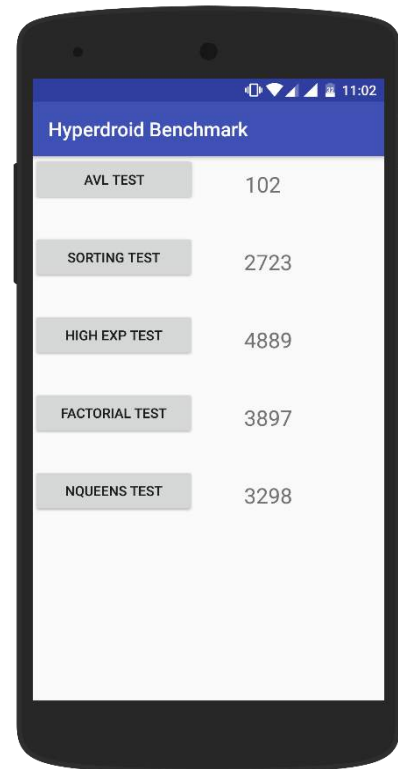 11:02
Hyperdroid Benchmark
AVL TEST 102
SORTING TEST 2723
HIGH EXP TEST 4889
FACTORIAL TEST 3897
NQUEENS TEST 3298